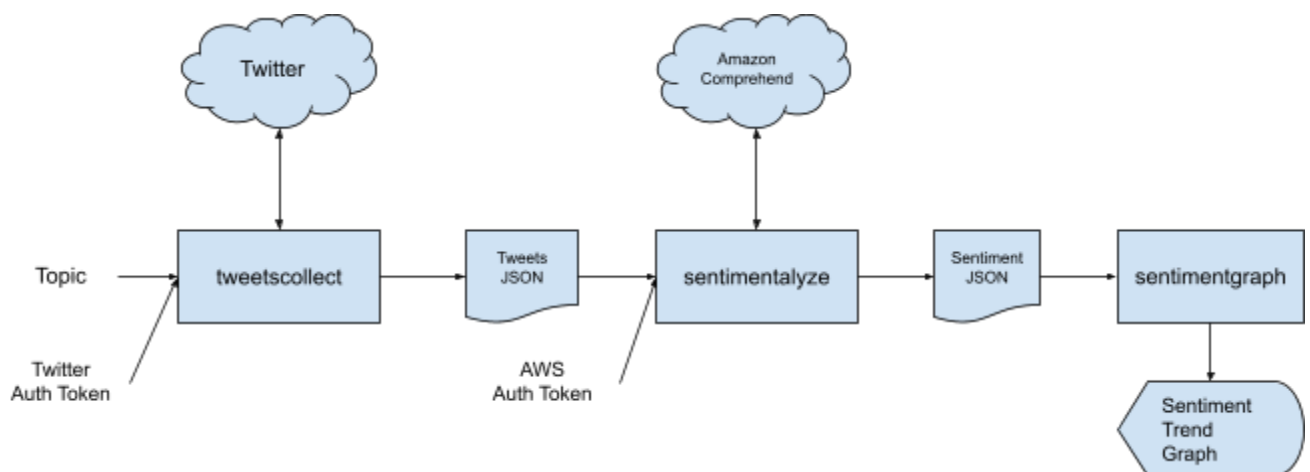 Twitter
Amazon
Comprehend
Topic
tweetscollect
Tweets
JSON
sentimentalyze
Sentiment
JSON
sentimentgraph
Twitter
Auth Token
AWS
Auth Token
Sentiment
Trend
Graph